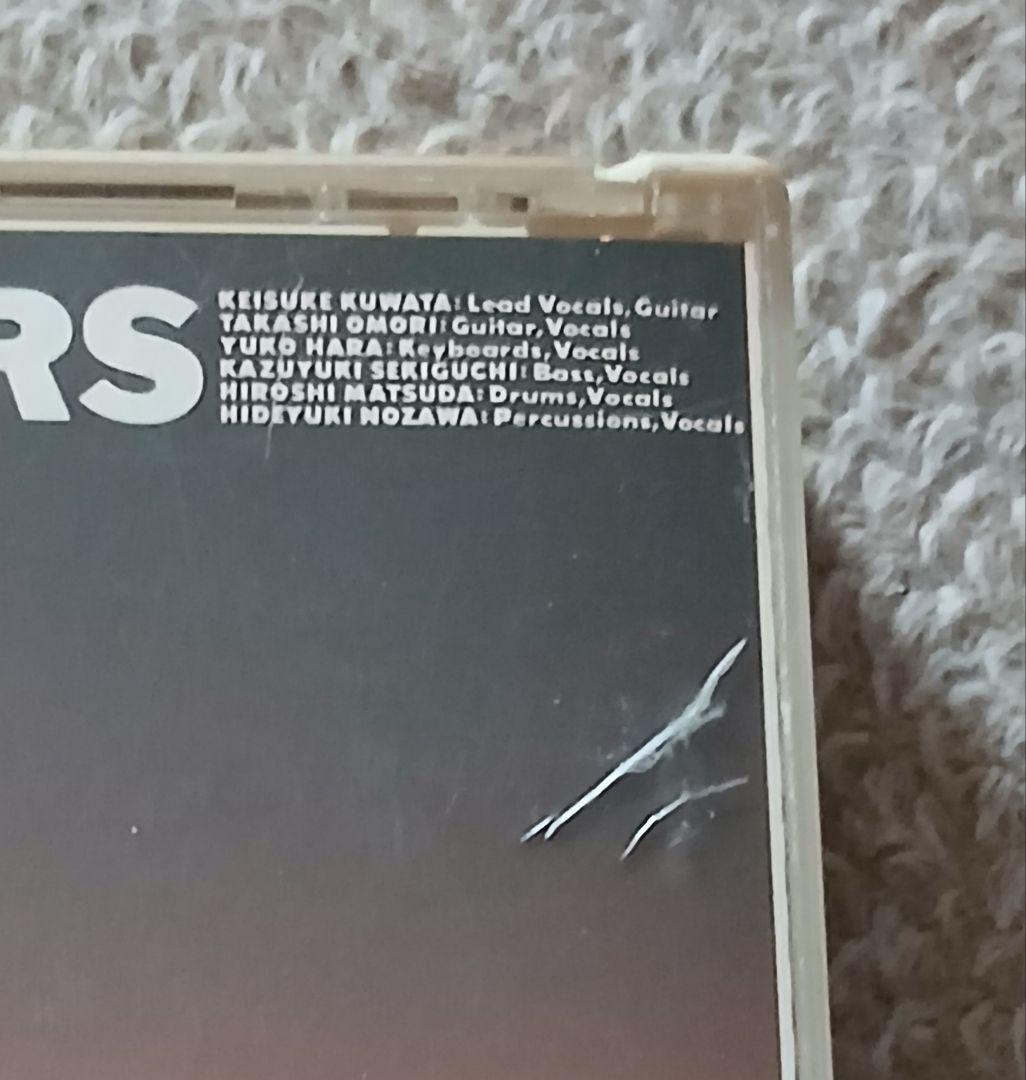 RS
KEISUKE KUWATA: Lead Vocals, Guitar
TAKASHI OMORI: Guitar, Vocals
YUKO HARA: Keyboards, Vocals
KAZUYUKI SEKIGUCHI: Bass, Vocals
HIROSHI MATSUDA: Drums, Vocals
HIDEYUKI NOZAWA: Percussions, Vocals